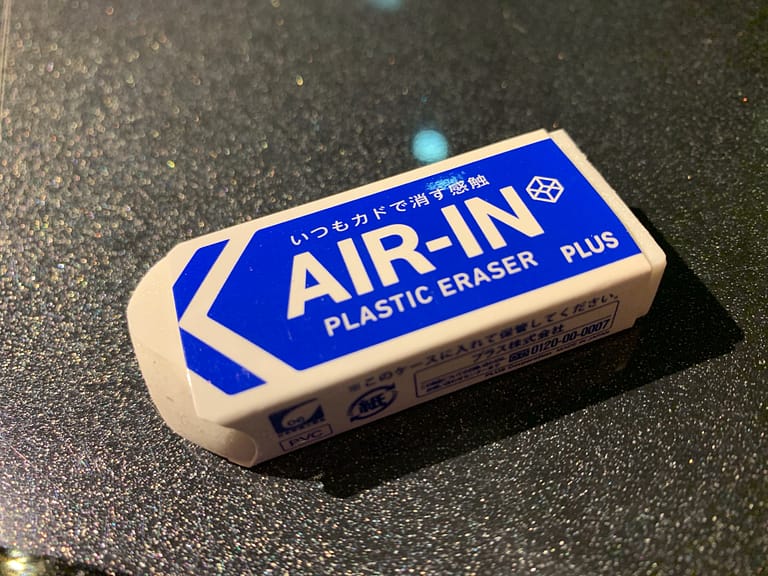 いつもカドで消す感触
AIR-IN
PLASTIC ERASER
PLUS
※このケースに入れて保管してください。
プラス株式会社
0120-00-0007
紙
PVC